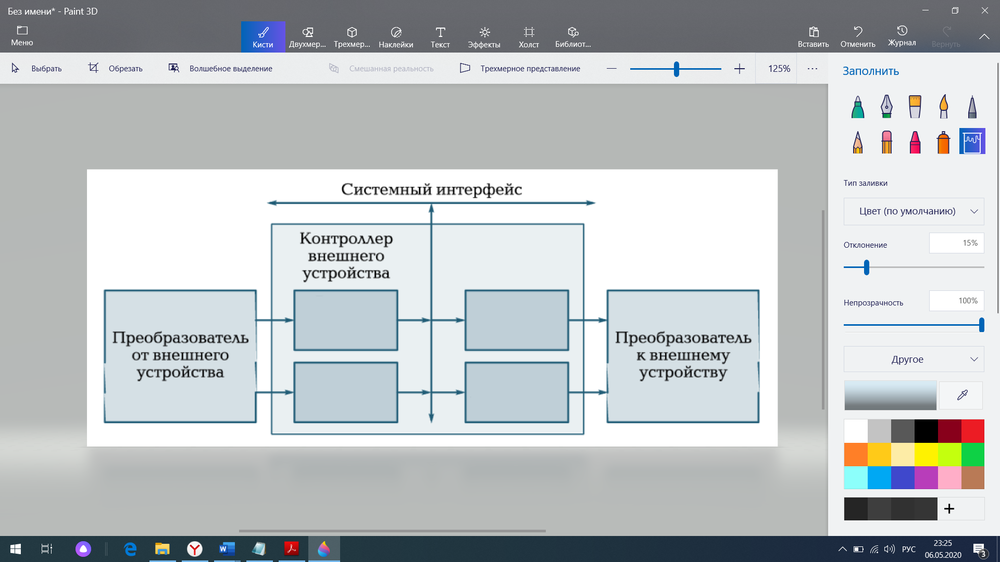 Без имени* - Paint 3D
Меню
Кисти
Двухмер...
Трехмер...
Наклейки
Текст
Эффекты
Холст
Библиот...
Вставить
Отменить
Журнал
Вернуть
Выбрать
Обрезать
Волшебное выделение
Смешанная реальность
Трехмерное представление
125%
Заполнить
Тип заливки
Цвет (по умолчанию)
Отклонение
15%
Непрозрачность
100%
Другое
Системный интерфейс
Контроллер
внешнего
устройства
Преобразователь
от внешнего
устройства
Преобразователь
к внешнему
устройству
РУС
23:25
06.05.2020
3